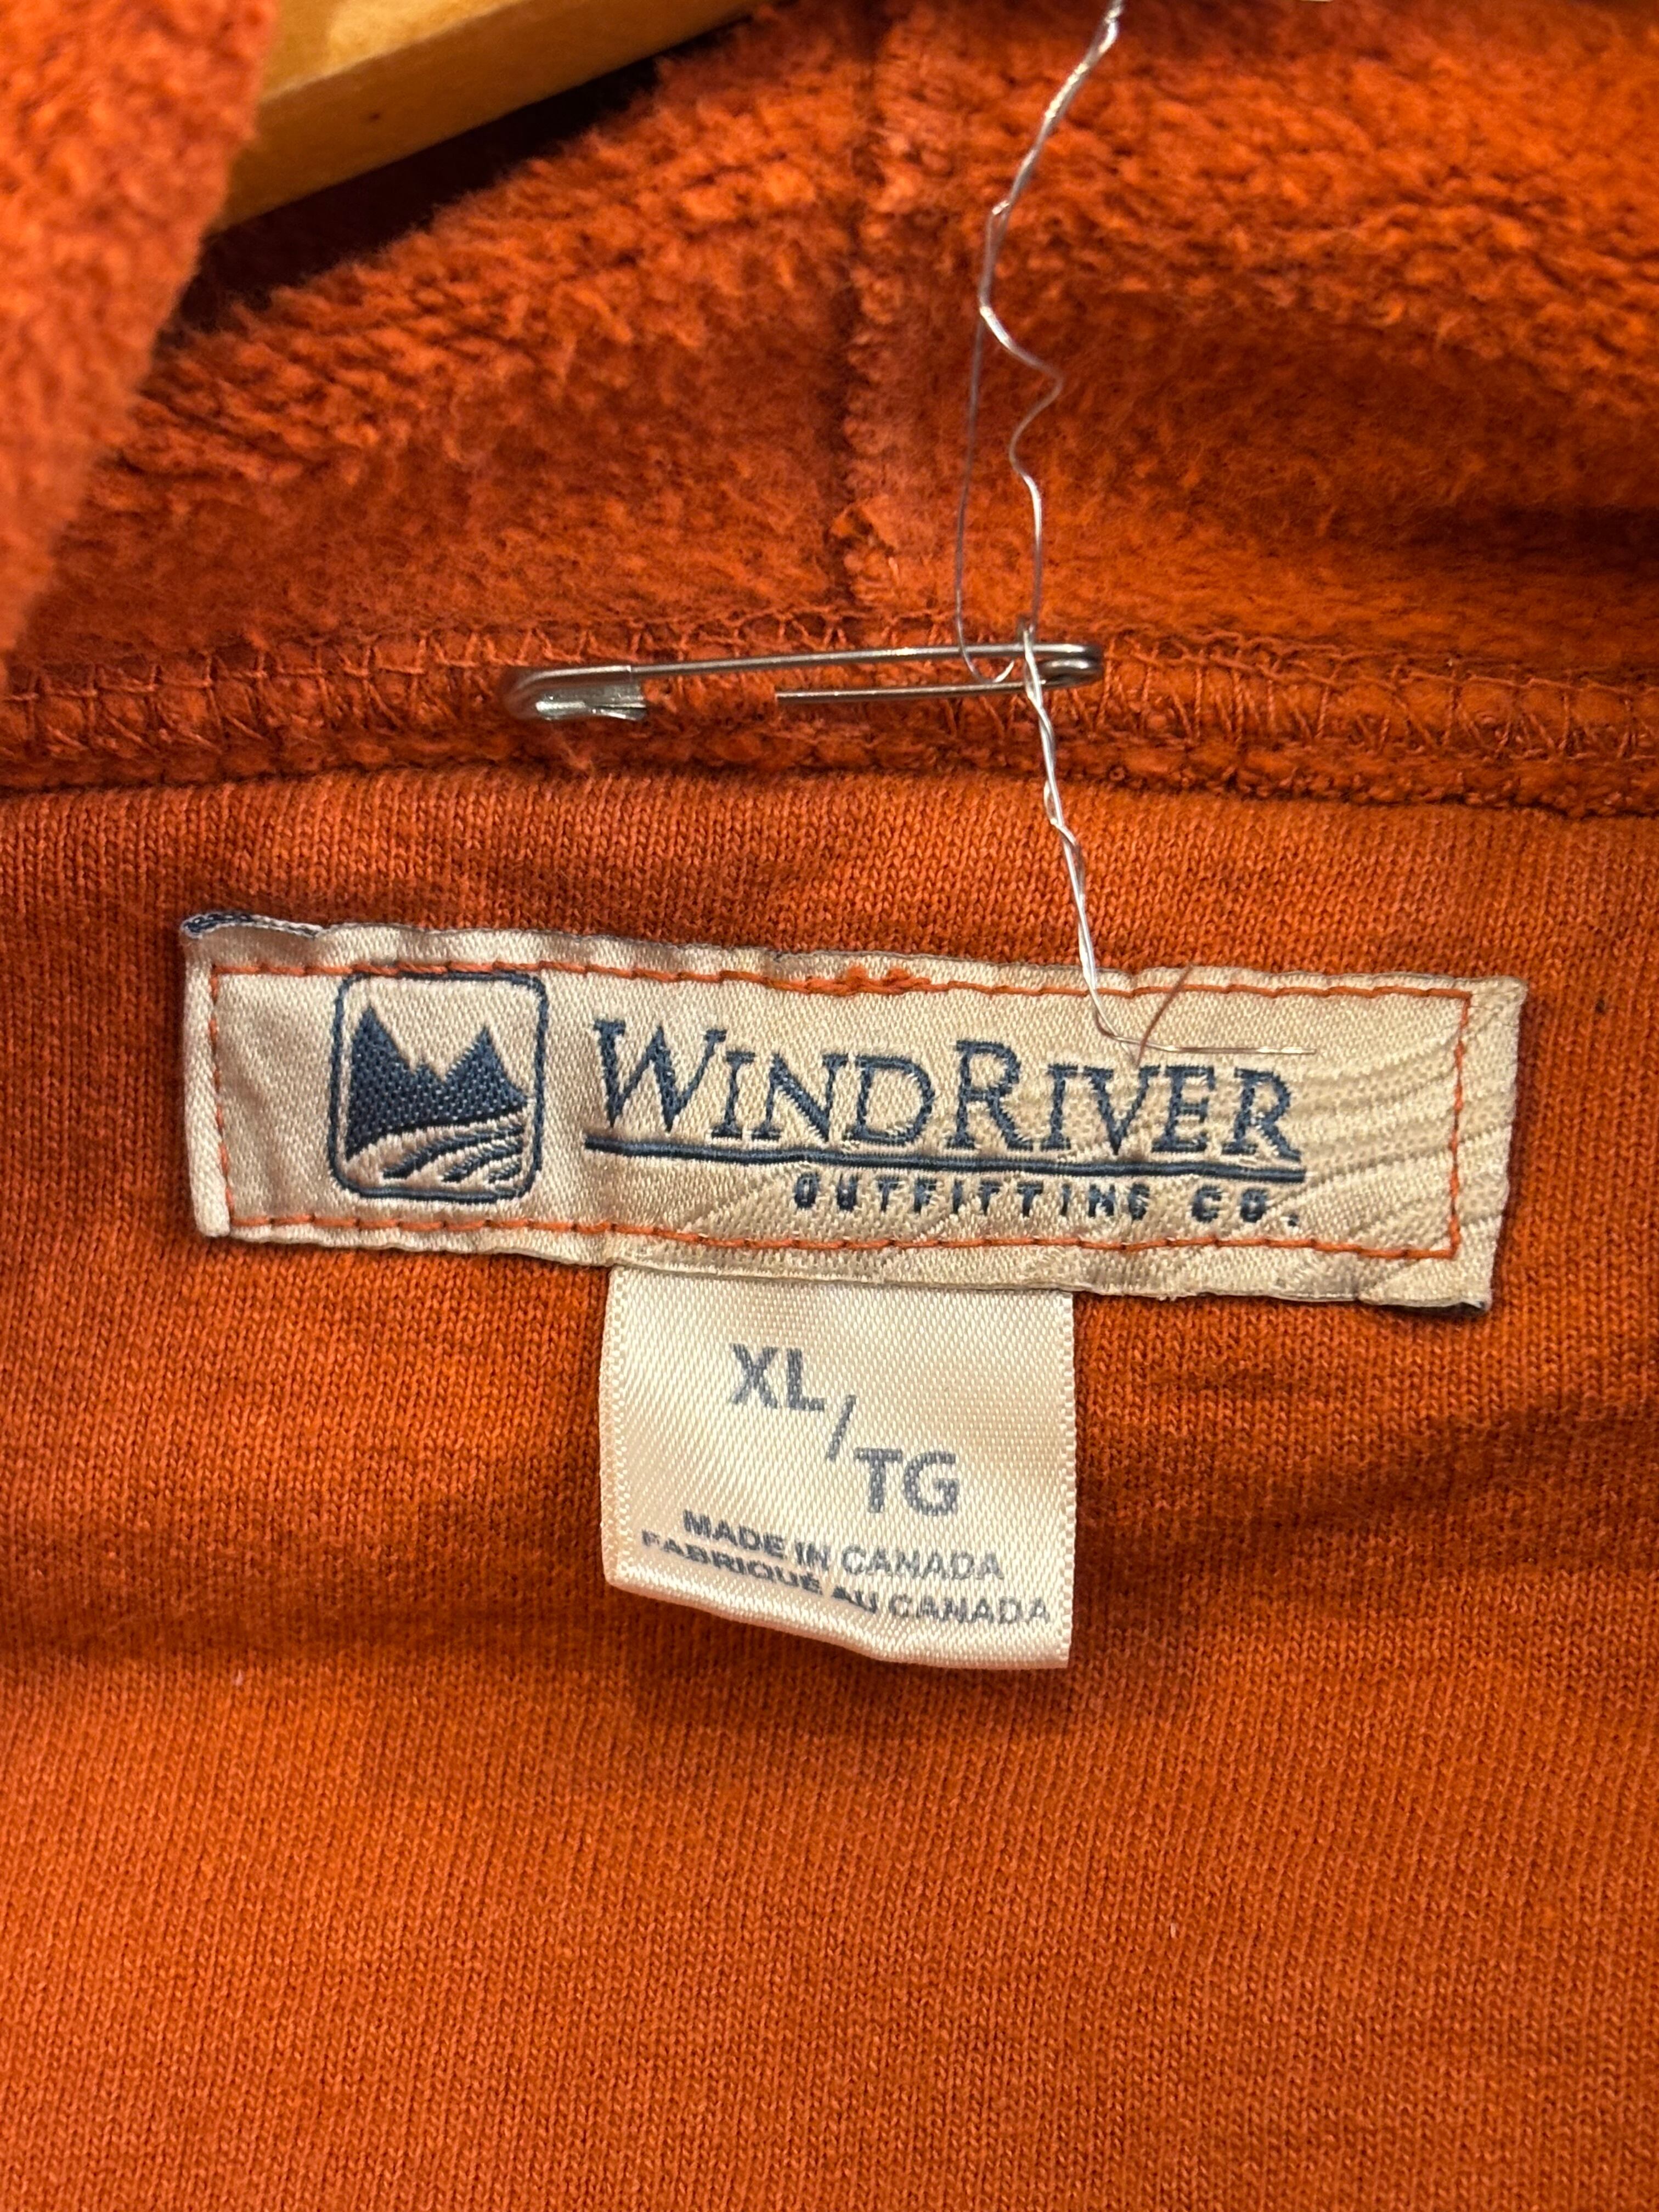 WINDRIVER
OUTFITTING CO.
XL/
TG
MADE IN CANADA
FABRIQUÉ AU CANADA